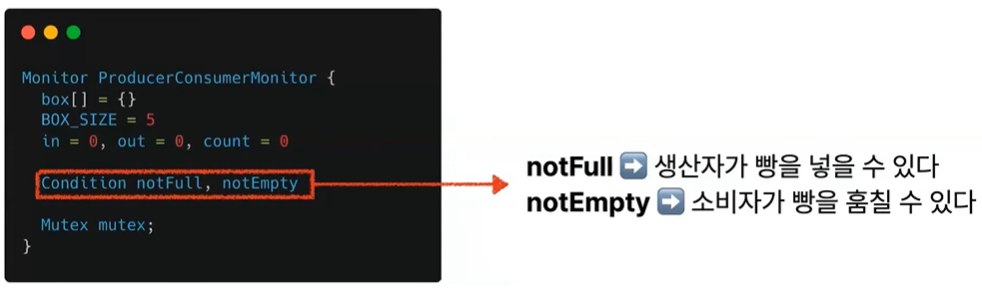 Monitor ProducerConsumerMonitor {
box[] = {}
BOX_SIZE = 5
in = 0, out = 0, count = 0
Condition notFull, notEmpty
Mutex mutex;
}
notFull ➡️ 생산자가 빵을 넣을 수 있다
notEmpty ➡️ 소비자가 빵을 훔칠 수 있다